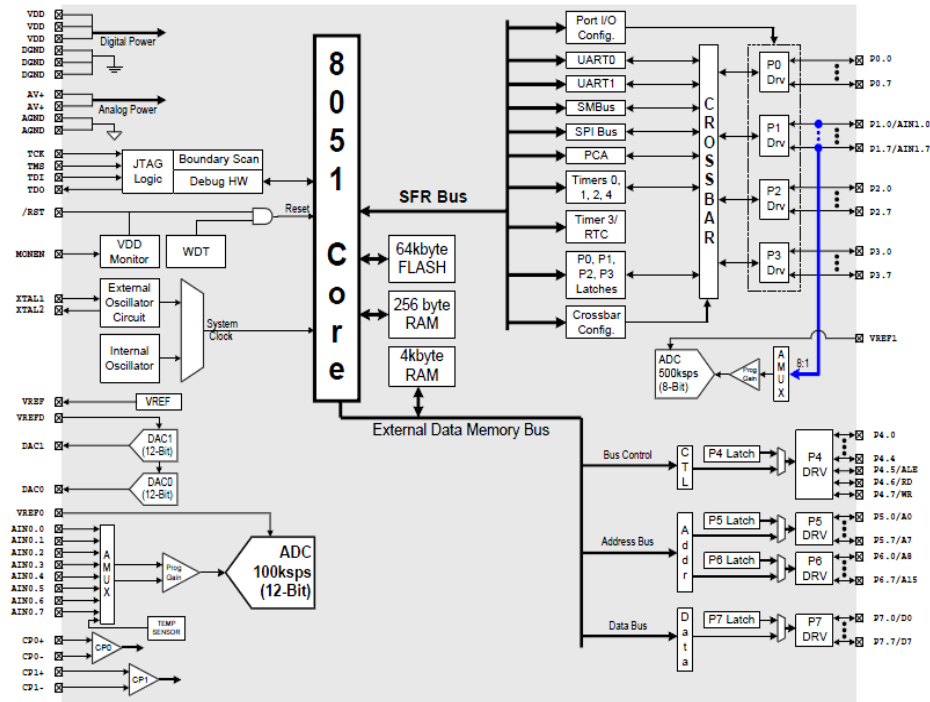 VDD
VDD
VDD
Digital Power
DGND
DGND
DGND
AV+
AV+
Analog Power
AGND
AGND
TCK
TMS
TDI
TDO
JTAG
Logic
Boundary Scan
Debug HW
/RST
Reset
MONEN
VDD
Monitor
WDT
XTAL1
XTAL2
External
Oscillator
Circuit
Internal
Oscillator
System
Clock
VREF
VREF
VREFD
DAC1
DAC1
(12-Bit)
DAC0
DAC0
(12-Bit)
VREF0
AIN0.0
AIN0.1
AIN0.2
AIN0.3
AIN0.4
AIN0.5
AIN0.6
AIN0.7
AMUX
Prog
Gain
ADC
100ksps
(12-Bit)
TEMP
SENSOR
CP0+
CP0-
CP0
CP1+
CP1-
CP1
8051 Core
SFR Bus
64kbyte
FLASH
256 byte
RAM
4kbyte
RAM
External Data Memory Bus
Port I/O
Config.
UART0
UART1
SMBus
SPI Bus
PCA
Timers 0,
1, 2, 4
Timer 3/
RTC
P0, P1,
P2, P3
Latches
Crossbar
Config.
CROSSBAR
P0
Drv
P1
Drv
P2
Drv
P3
Drv
P0.0
P0.7
P1.0/AIN1.0
P1.7/AIN1.7
P2.0
P2.7
P3.0
P3.7
VREF1
ADC
500ksps
(8-Bit)
Prog
Gain
AMUX
8:1
Bus Control
CTL
P4 Latch
P4
DRV
P4.0
P4.4
P4.5/ALE
P4.6/RD
P4.7/WR
Address Bus
Addr
P5 Latch
P5
DRV
P5.0/A0
P5.7/A7
P6 Latch
P6
DRV
P6.0/A8
P6.7/A15
Data Bus
Data
P7 Latch
P7
DRV
P7.0/D0
P7.7/D7